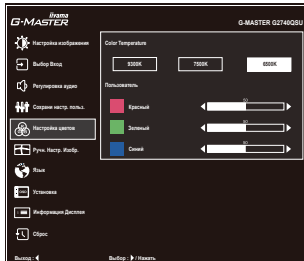 iiyama
G-MASTER
G-MASTER G2740QSU
Настройка изображения
Выбор Вход
Регулировка аудио
Сохрани настр. польз.
Настройка цветов
Ручн. Настр. Изобр.
Язык
Установка
Информация Дисплея
Сброс
Color Temperature
9300K
7500K
6500K
Пользователь
Красный
50
Зеленый
50
Синий
50
Выход :
Выбор : / Нажать